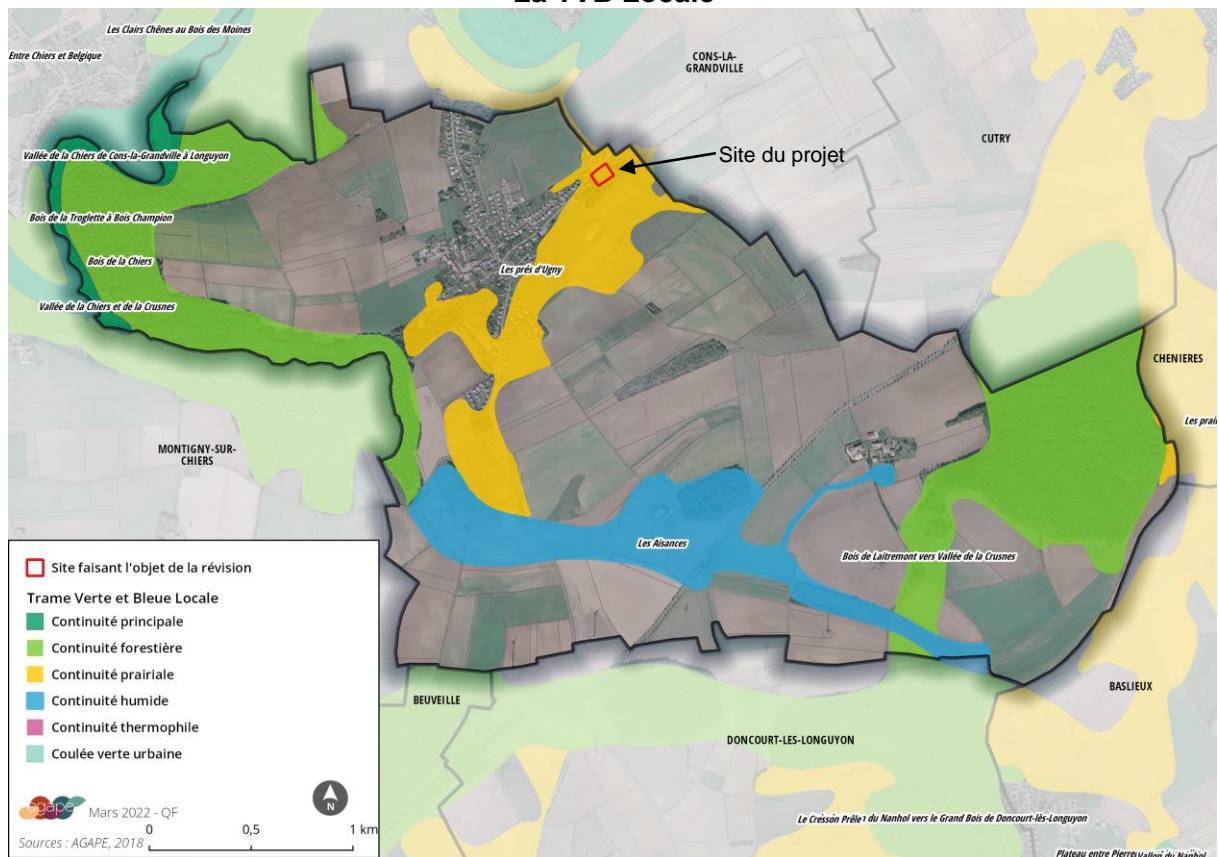 La TVB Locale
Les Clairs Chênes au Bois des Moines
Entre Chiers et Belgique
CONS-LA-
GRANDVILLE
CUTRY
Site du projet
Vallée de la Chiers de Cons-la-Grandville à Longuyon
Bois de la Troglette à Bois Champion
Bois de la Chiers
Les prés d'Ugny
Vallée de la Chiers et de la Crusnes
CHENIERES
Les prair
MONTIGNY-SUR-
CHIERS
Les Aisances
Bois de Laitremont vers Vallée de la Crusnes
BASLIEUX
BEUVEILLE
DONCOURT-LES-LONGUYON
Le Cresson Prêle
du Nanhol vers le Grand Bois de Doncourt-lès-Longuyon
Plateau entre Pierre
Vallon du Nanhol
Site faisant l'objet de la révision
Trame Verte et Bleue Locale
Continuité principale
Continuité forestière
Continuité prairiale
Continuité humide
Continuité thermophile
Coulée verte urbaine
agape Mars 2022 - QF
N
Sources : AGAPE, 2018
0 0,5 1 km